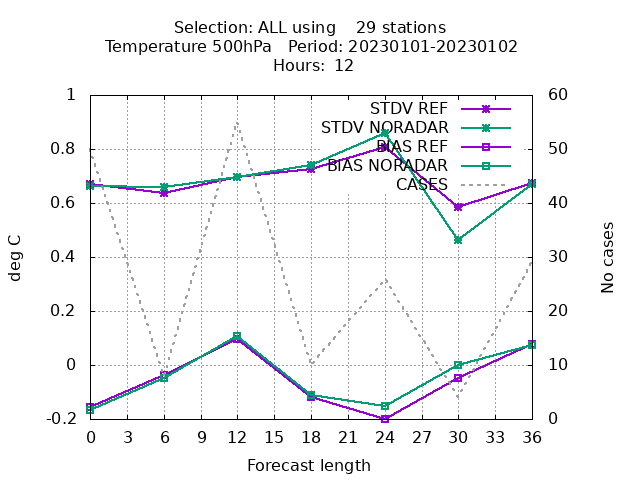 Selection: ALL using    29 stations
Temperature 500hPa   Period: 20230101-20230102
Hours: 12
1
0.8
0.6
0.4
0.2
0
-0.2
deg C
STDV REF
STDV NORADAR
BIAS REF
BIAS NORADAR
CASES
60
50
40
30
20
10
0
No cases
0 3 6 9 12 15 18 21 24 27 30 33 36
Forecast length